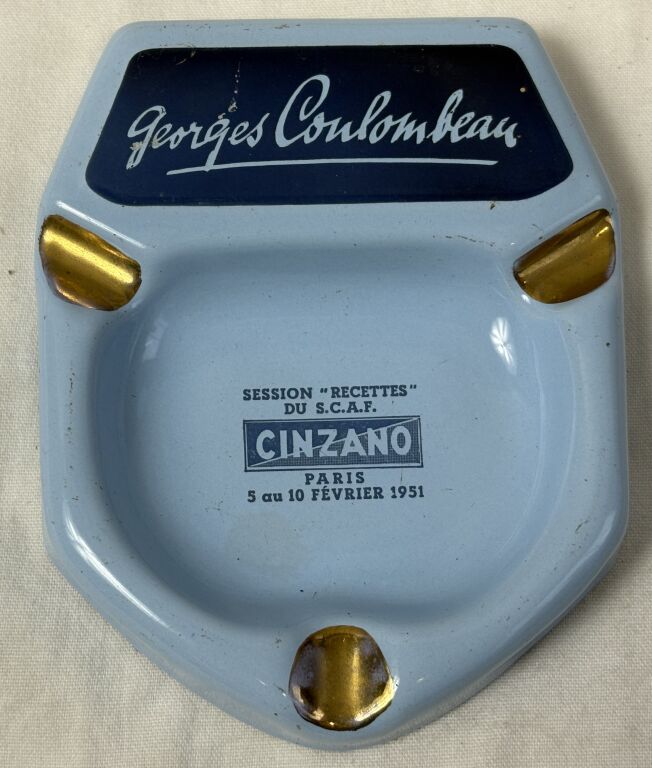 Georges Coulombeau
SESSION "RECETTES"
DU S.C.A.F.
CINZANO
PARIS
5 au 10 FÉVRIER 1951